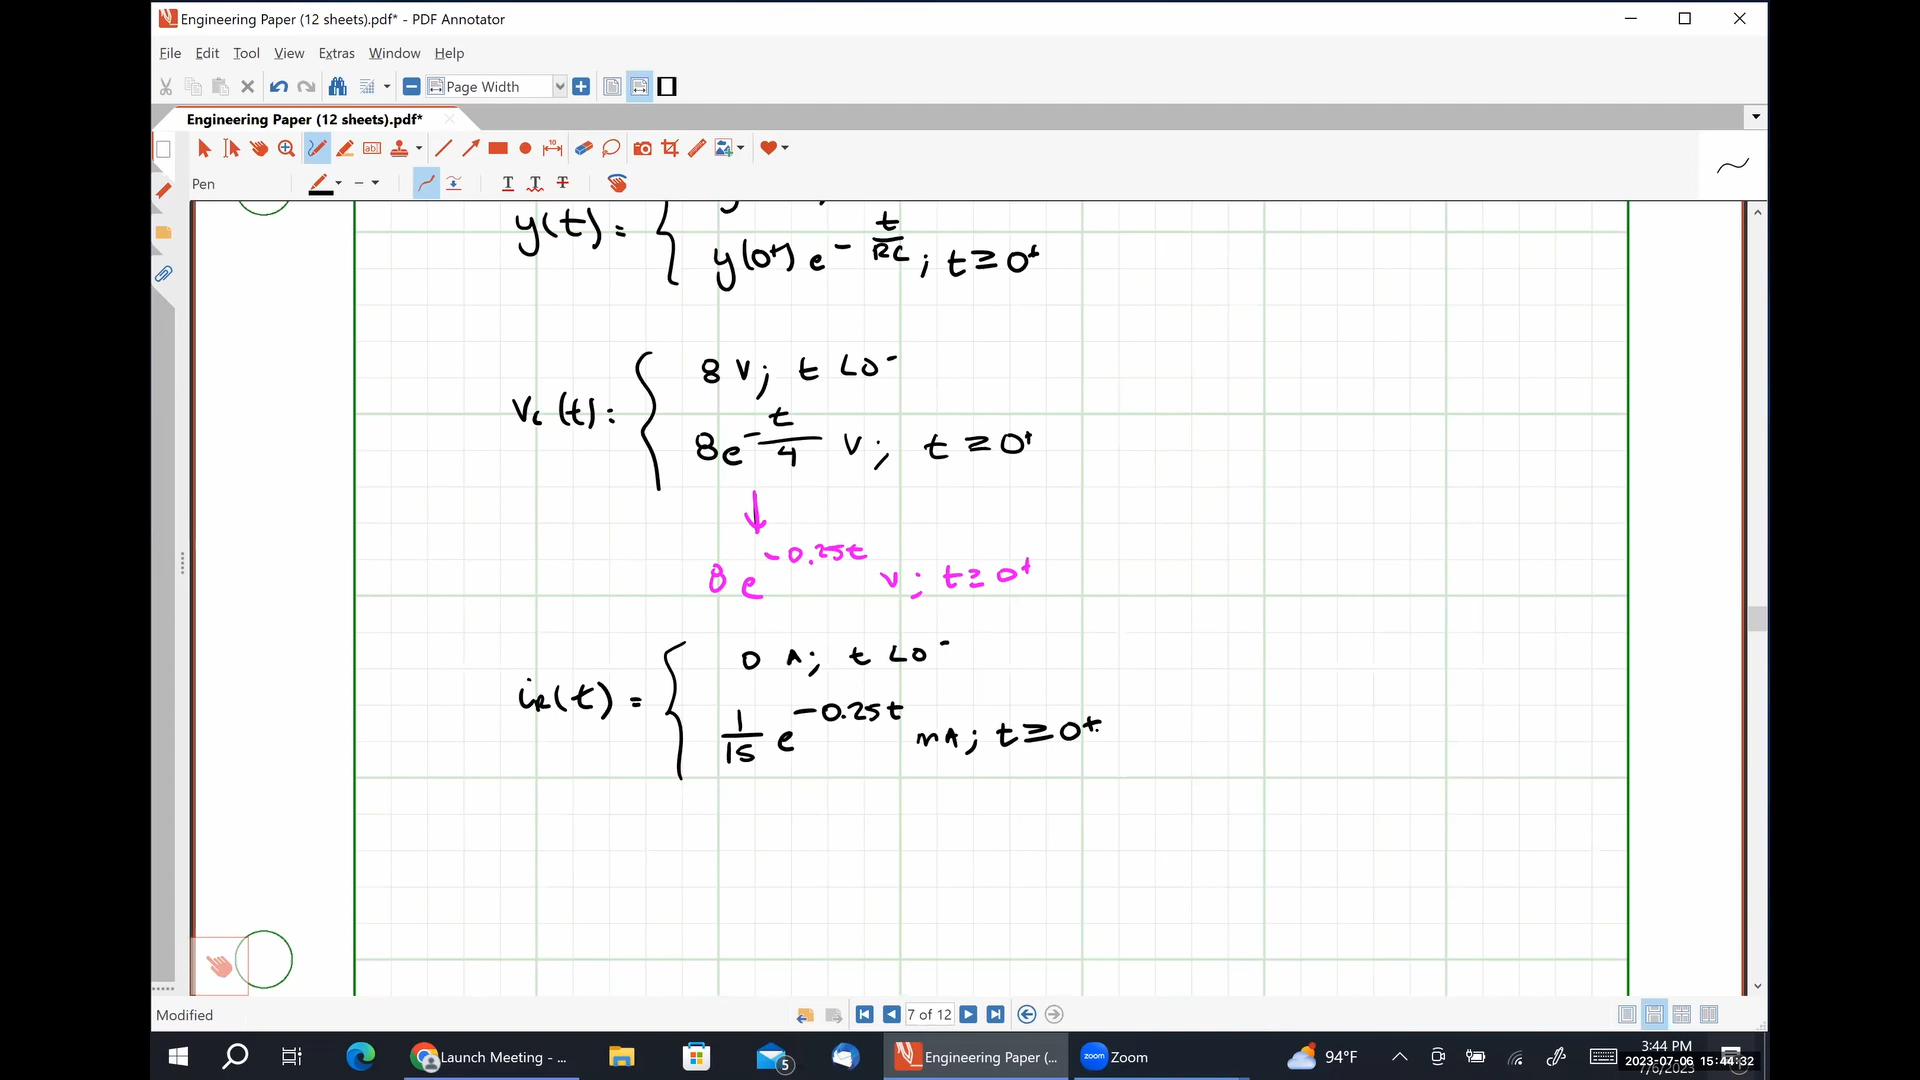 Engineering Paper (12 sheets).pdf* - PDF Annotator
File Edit Tool View Extras Window Help
Page Width
Engineering Paper (12 sheets).pdf*
Pen
y(t) = {
y(0⁺) e^(- t/RC) ; t ≥ 0⁺
Vc (t) : { 8 V; t < 0⁻
8e^(-t/4) V; t ≥ 0⁺
↓
8 e^(-0.25t) V; t ≥ 0⁺
iR(t) = { 0 A; t < 0⁻
1/15 e^(-0.25t) mA; t ≥ 0⁺
Modified
7 of 12
Launch Meeting - ...
5
Engineering Paper (...
zoom
Zoom
94°F
3:44 PM
2023-07-06 15:44:32